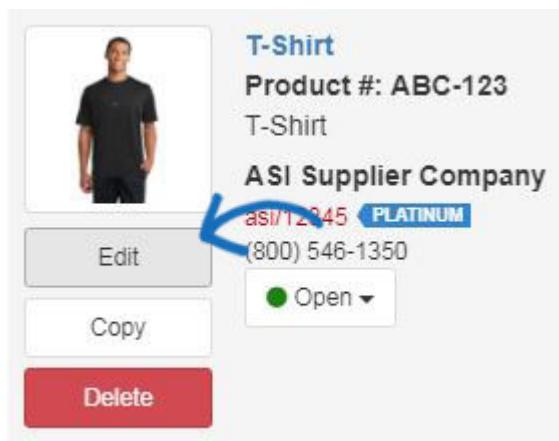 T-Shirt
Product #: ABC-123
T-Shirt
ASI Supplier Company
asi/12345 PLATINUM
(800) 546-1350
Open
Edit
Copy
Delete